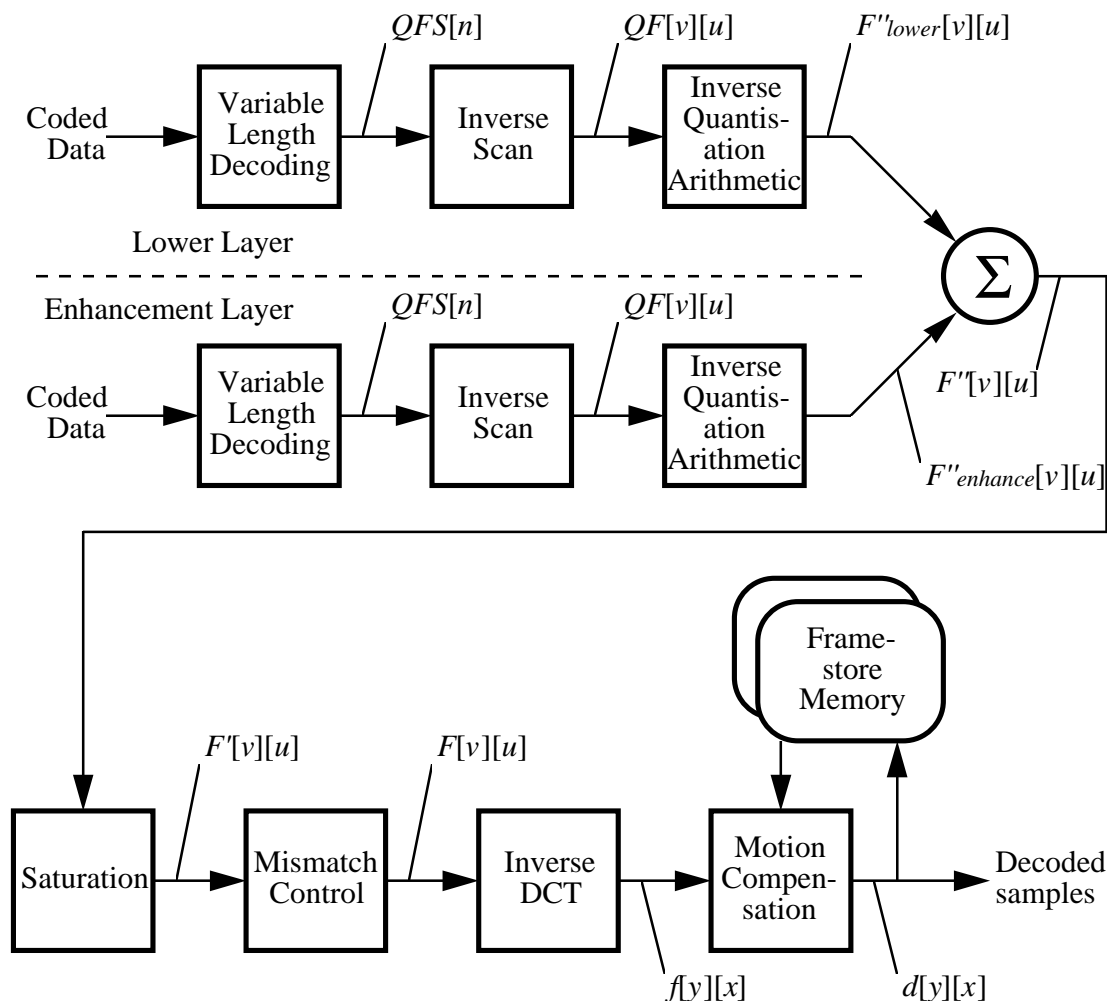 QFS[n]
QF[v][u]
F''lower[v][u]
Coded
Data
Variable
Length
Decoding
Inverse
Scan
Inverse
Quantis-
ation
Arithmetic
Lower Layer
Σ
Enhancement Layer
QFS[n]
QF[v][u]
Coded
Data
Variable
Length
Decoding
Inverse
Scan
Inverse
Quantis-
ation
Arithmetic
F''[v][u]
F''enhance[v][u]
Frame-
store
Memory
F'[v][u]
F[v][u]
Saturation
Mismatch
Control
Inverse
DCT
Motion
Compen-
sation
Decoded
samples
f[y][x]
d[y][x]